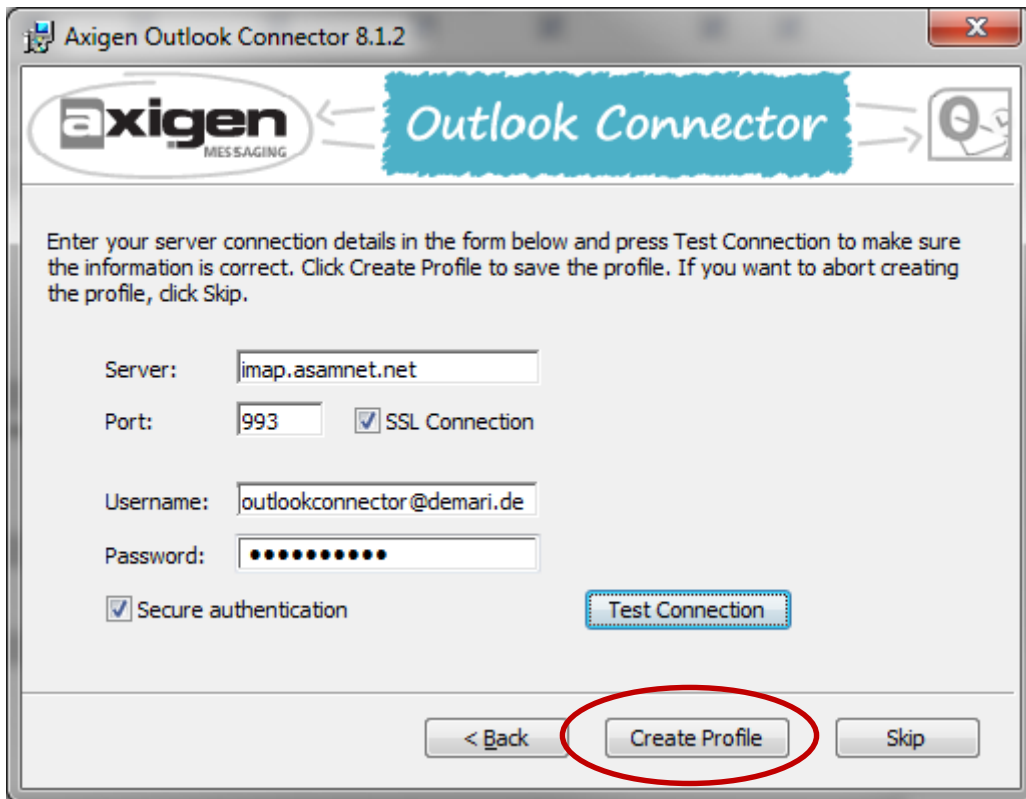 Axigen Outlook Connector 8.1.2
axigen
MESSAGING
Outlook Connector
Enter your server connection details in the form below and press Test Connection to make sure
the information is correct. Click Create Profile to save the profile. If you want to abort creating
the profile, click Skip.
Server: imap.asamnet.net
Port: 993 SSL Connection
Username: outlookconnector@demari.de
Password: ●●●●●●●●●●
Secure authentication Test Connection
< Back Create Profile Skip